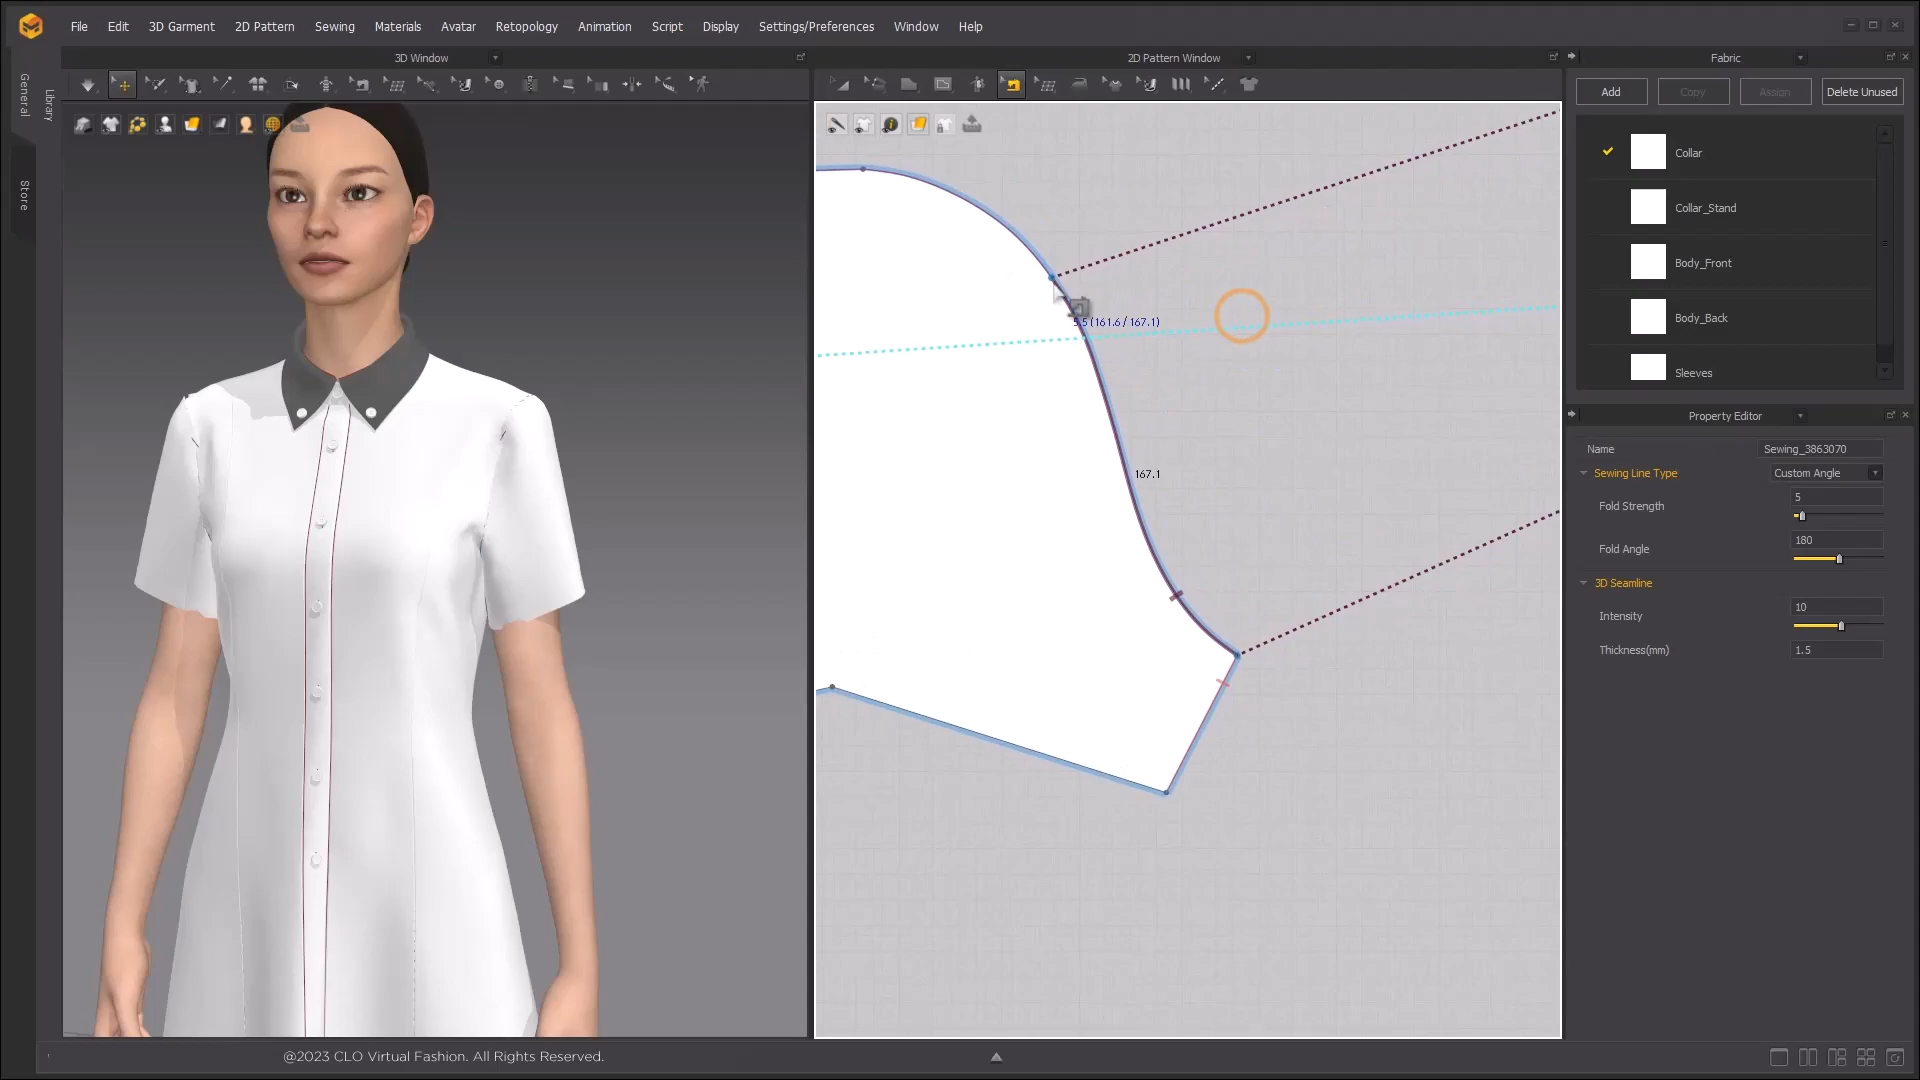 File Edit 3D Garment 2D Pattern Sewing Materials Avatar Retopology Animation Script Display Settings/Preferences Window Help
3D Window
2D Pattern Window
Fabric
General
Library
Store
Add
Copy
Assign
Delete Unused
Collar
Collar_Stand
Body_Front
Body_Back
Sleeves
5.5 (161.6 / 167.1)
167.1
Property Editor
Name Sewing_3863070
Sewing Line Type Custom Angle
Fold Strength 5
Fold Angle 180
3D Seamline
Intensity 10
Thickness(mm) 1.5
@2023 CLO Virtual Fashion. All Rights Reserved.